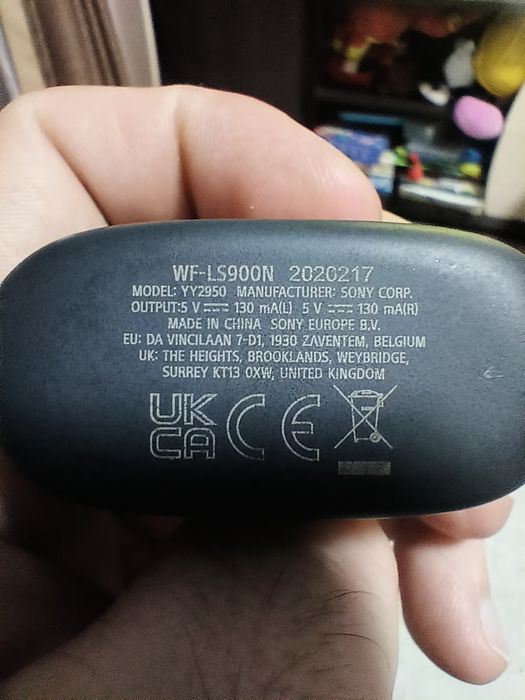 WF-LS900N 2020217
MODEL: YY2950 MANUFACTURER: SONY CORP.
OUTPUT:5 V ⎓ 130 mA(L) 5 V ⎓ 130 mA(R)
MADE IN CHINA SONY EUROPE B.V.
EU: DA VINCILAAN 7-D1, 1930 ZAVENTEM, BELGIUM
UK: THE HEIGHTS, BROOKLANDS, WEYBRIDGE,
SURREY KT13 0XW, UNITED KINGDOM
UK
CA CE